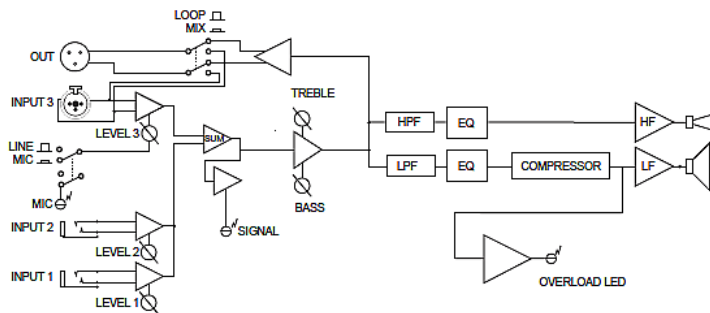 LOOP
MIX
OUT
INPUT 3
TREBLE
LEVEL 3
SUM
HPF
EQ
HF
LINE
MIC
LPF
EQ
COMPRESSOR
LF
MIC
BASS
INPUT 2
SIGNAL
LEVEL 2
INPUT 1
OVERLOAD LED
LEVEL 1